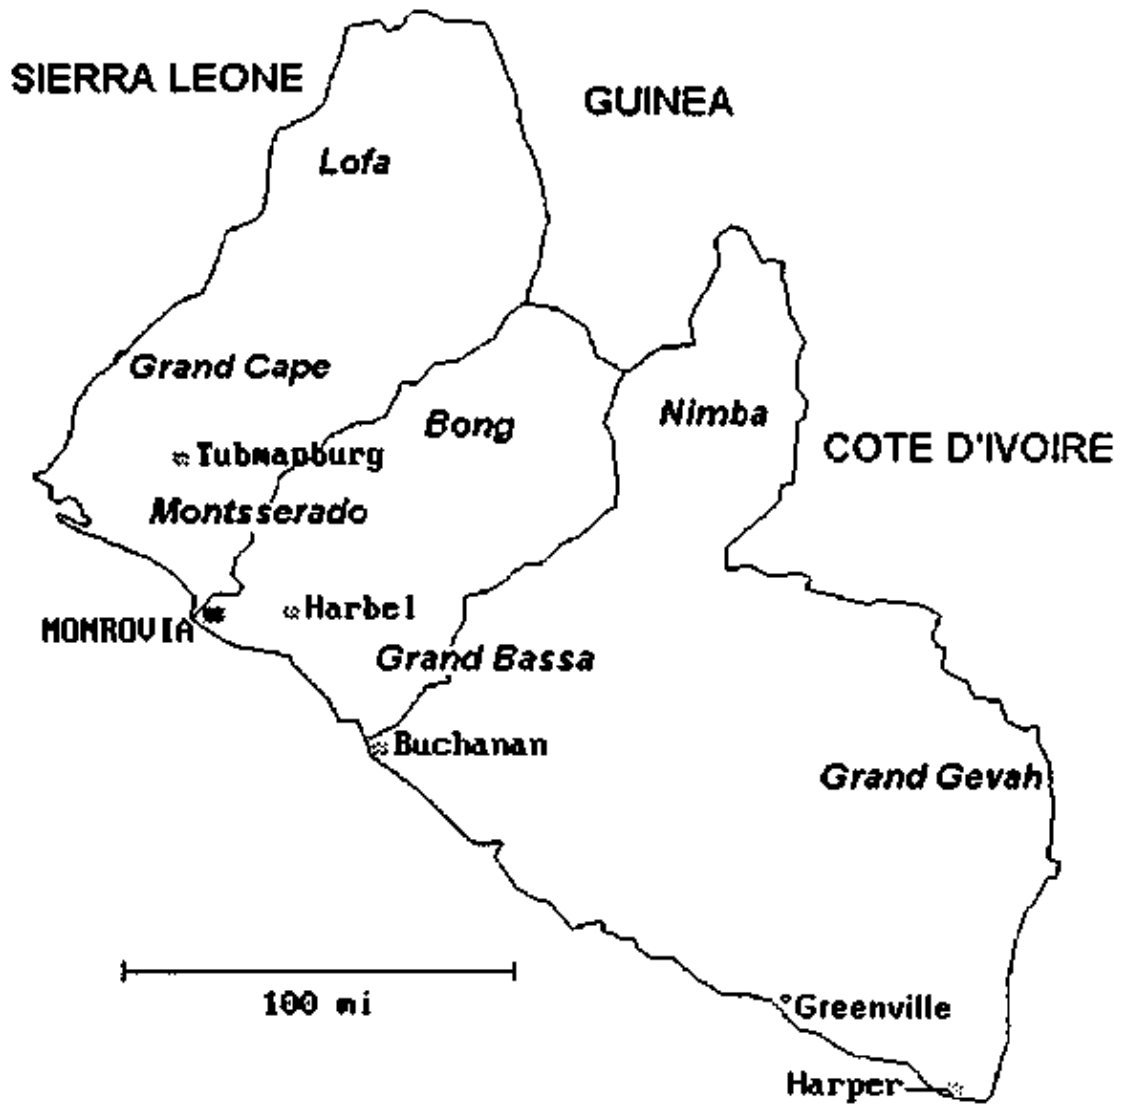 SIERRA LEONE
GUINEA
Lofa
Grand Cape
Nimba
Bong
COTE D'IVOIRE
Tubmanburg
Montsserado
Harbel
MONROVIA
Grand Bassa
Buchanan
Grand Gevah
100 mi
Greenville
Harper